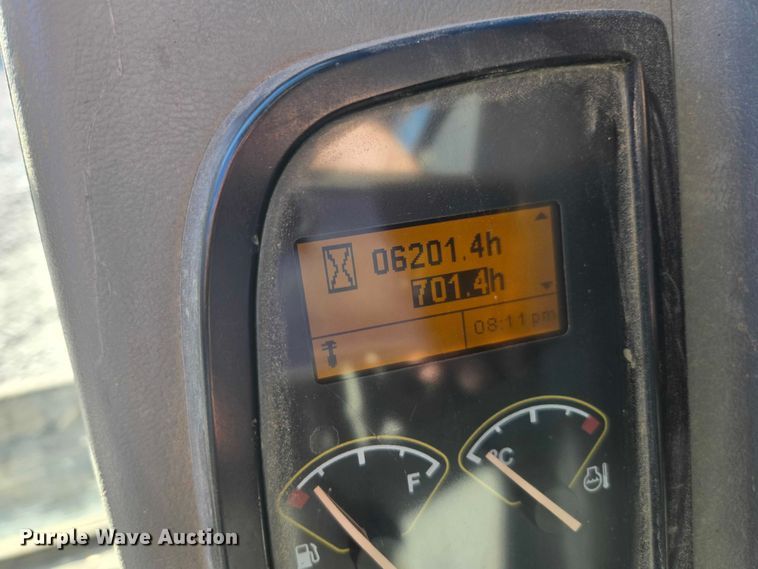 06201.4h
701.4h
08:11 pm
F
°C
Purple Wave Auction